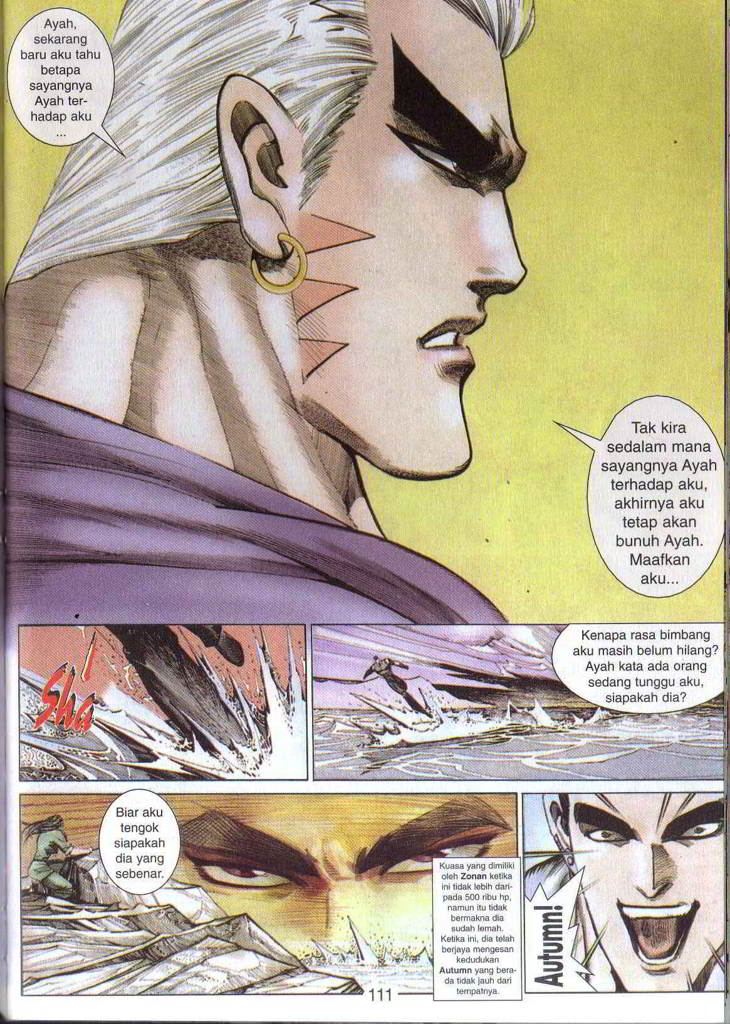 Ayah,
sekarang
baru aku tahu
betapa
sayangnya
Ayah ter-
hadap aku
...
Tak kira
sedalam mana
sayangnya Ayah
terhadap aku,
akhirnya aku
tetap akan
bunuh Ayah.
Maafkan
aku...
Sha
Kenapa rasa bimbang
aku masih belum hilang?
Ayah kata ada orang
sedang tunggu aku,
siapakah dia?
Biar aku
tengok
siapakah
dia yang
sebenar.
Kuasa yang dimiliki
oleh Zonan ketika
ini tidak lebih dari-
pada 500 ribu hp,
namun itu tidak
bermakna dia
sudah lemah.
Ketika ini, dia telah
berjaya mengesan
kedudukan
Autumn yang bera-
da tidak jauh dari
tempatnya.
Autumn!
111